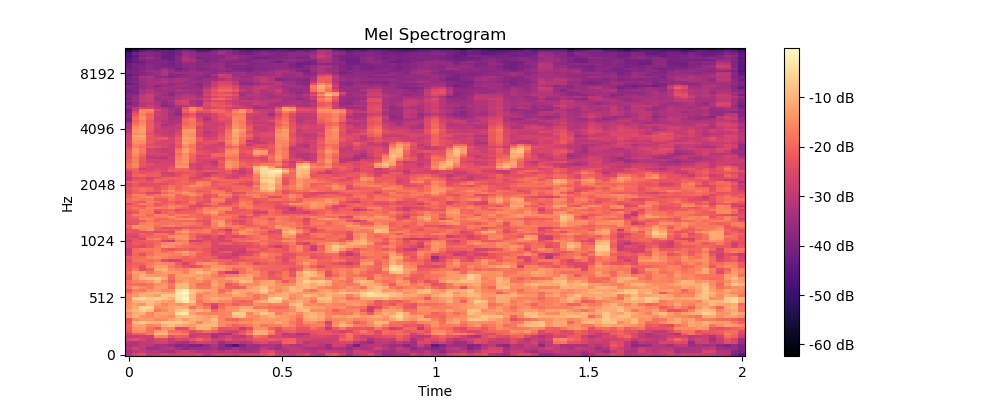 Mel Spectrogram
8192
4096
2048
1024
512
0
Hz
0
0.5
1
1.5
2
Time
-10 dB
-20 dB
-30 dB
-40 dB
-50 dB
-60 dB